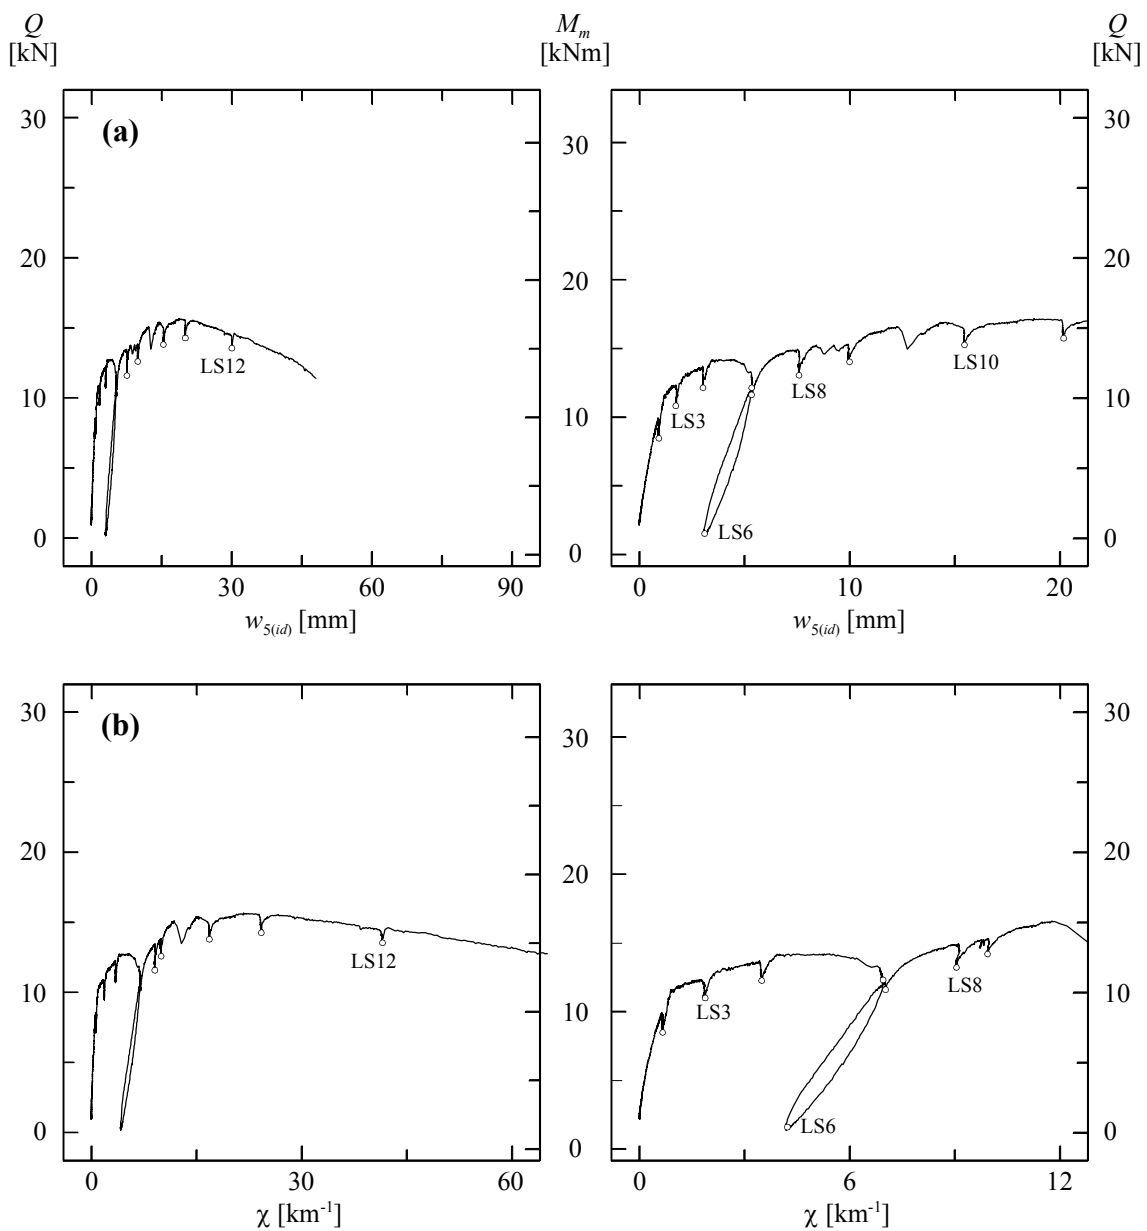 Q M_m Q
[kN] [kNm] [kN]
(a)
30 30 30
20 20 20
10 10 10
0 0 0
LS12
LS3
LS6
LS8
LS10
0 30 60 90
0 10 20
w_5(id) [mm] w_5(id) [mm]
(b)
30 30 30
20 20 20
10 10 10
0 0 0
LS12
LS3
LS6
LS8
0 30 60
0 6 12
χ [km⁻¹] χ [km⁻¹]